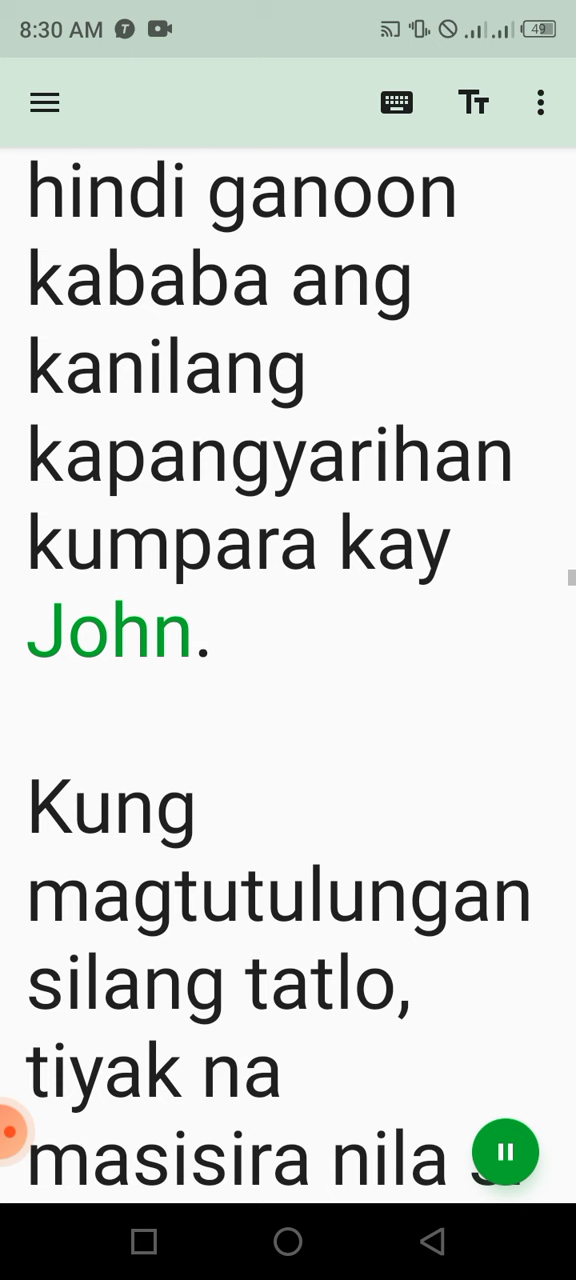 8:30 AM
49
hindi ganoon
kababa ang
kanilang
kapangyarihan
kumpara kay
John.
Kung
magtutulungan
silang tatlo,
tiyak na
masisira nila